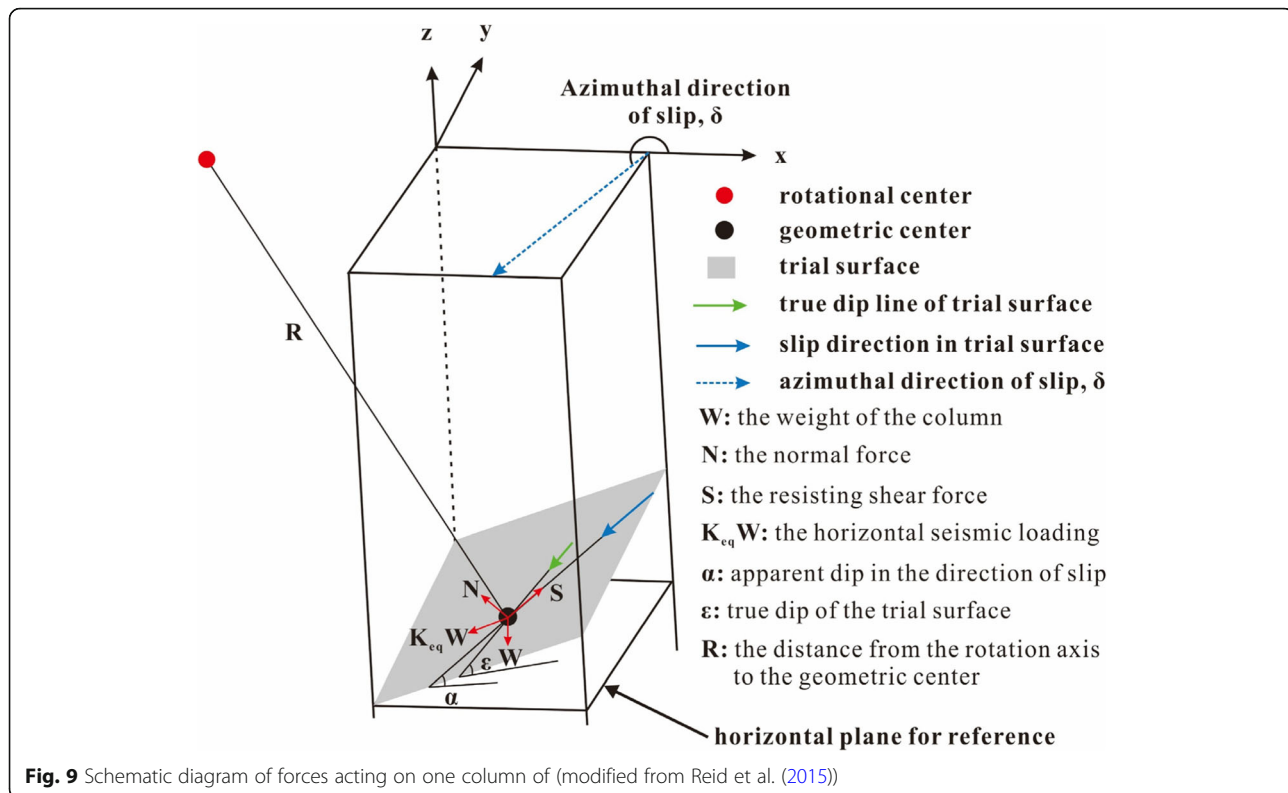 z
y
Azimuthal direction
of slip, δ
x
rotational center
geometric center
trial surface
true dip line of trial surface
slip direction in trial surface
azimuthal direction of slip, δ
W: the weight of the column
N: the normal force
S: the resisting shear force
KeqW: the horizontal seismic loading
α: apparent dip in the direction of slip
ε: true dip of the trial surface
R: the distance from the rotation axis
to the geometric center
R
N
S
KeqW
W
ε
α
horizontal plane for reference
Fig. 9 Schematic diagram of forces acting on one column of (modified from Reid et al. (2015))